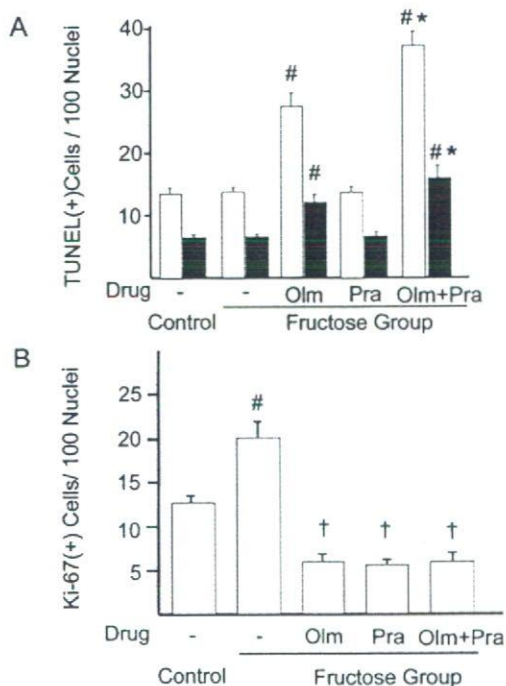 A
TUNEL(+)Cells / 100 Nuclei
40
30
20
10
# * 
#
#
# *
Drug - - Olm Pra Olm+Pra
Control Fructose Group
B
Ki-67(+) Cells/ 100 Nuclei
25
20
15
10
5
#
† † †
Drug - - Olm Pra Olm+Pra
Control Fructose Group